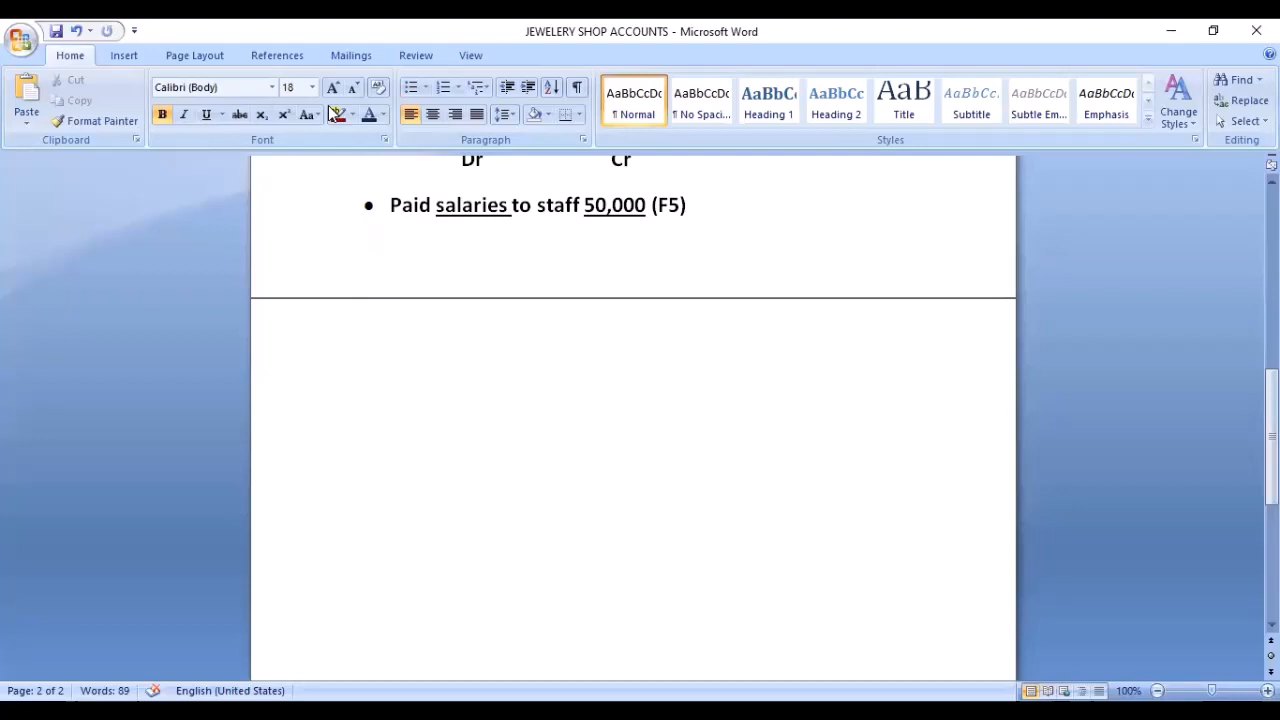 JEWELERY SHOP ACCOUNTS - Microsoft Word
Home Insert Page Layout References Mailings Review View
Paste
Cut
Copy
Format Painter
Clipboard
Calibri (Body) 18
Font
Paragraph
AaBbCcDc AaBbCcDc AaBbC AaBbCc AaB AaBbCc. AaBbCcDc AaBbCcDc
¶ Normal ¶ No Spaci... Heading 1 Heading 2 Title Subtitle Subtle Em... Emphasis
Change Styles
Styles
Find
Replace
Select
Editing
Dr Cr
• Paid salaries to staff 50,000 (F5)
Page: 2 of 2 Words: 89 English (United States) 100%